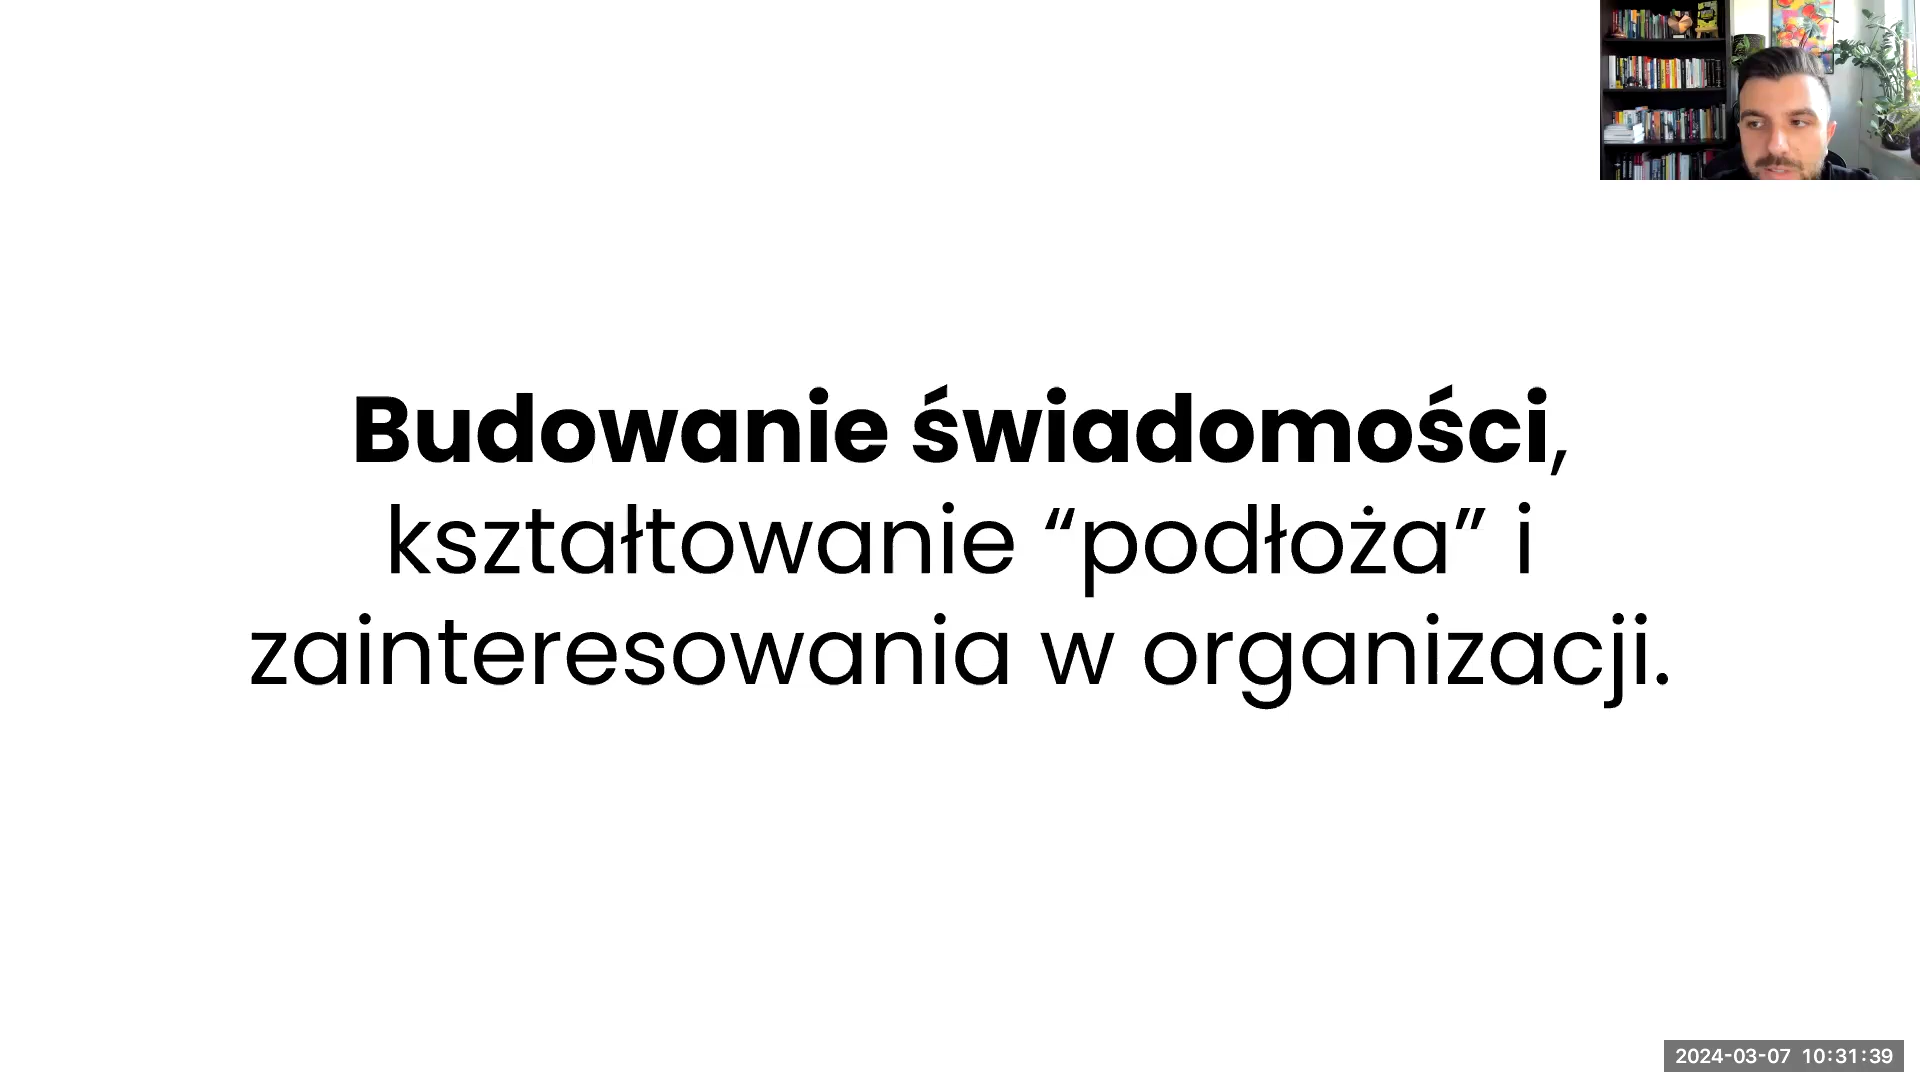 Budowanie świadomości,
kształtowanie “podłoża” i
zainteresowania w organizacji.
2024-03-07 10:31:39